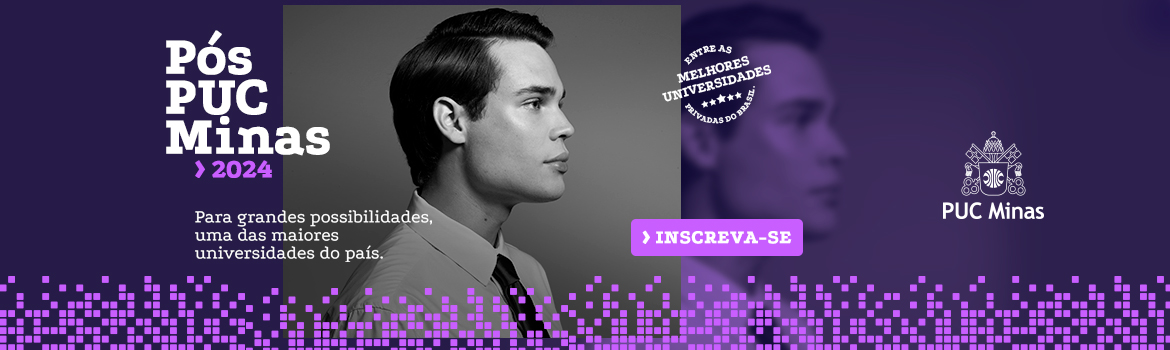 Pós
PUC
Minas
› 2024
Para grandes possibilidades,
uma das maiores
universidades do país.
ENTRE AS
MELHORES
UNIVERSIDADES
PRIVADAS DO BRASIL.
› INSCREVA-SE
PUC Minas